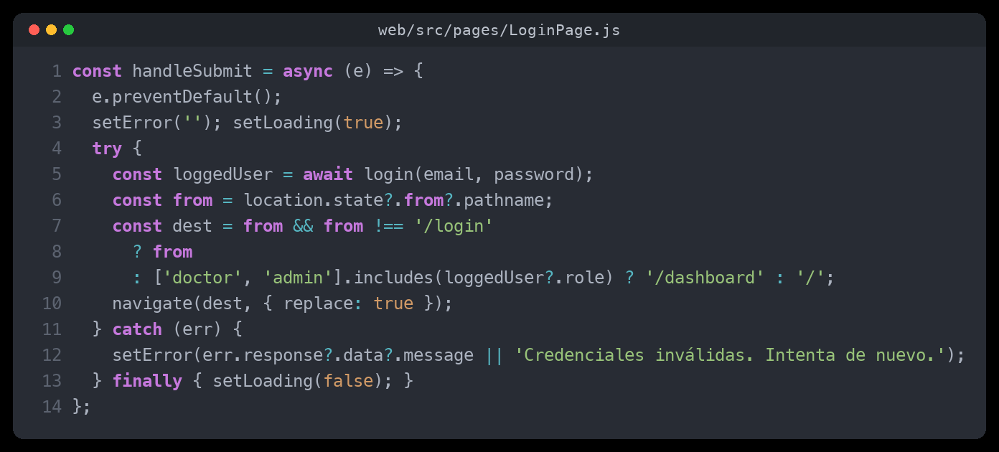 web/src/pages/LoginPage.js
1 const handleSubmit = async (e) => {
2   e.preventDefault();
3   setError(''); setLoading(true);
4   try {
5     const loggedUser = await login(email, password);
6     const from = location.state?.from?.pathname;
7     const dest = from && from !== '/login'
8       ? from
9       : ['doctor', 'admin'].includes(loggedUser?.role) ? '/dashboard' : '/';
10     navigate(dest, { replace: true });
11   } catch (err) {
12     setError(err.response?.data?.message || 'Credenciales inválidas. Intenta de nuevo.');
13   } finally { setLoading(false); }
14 };